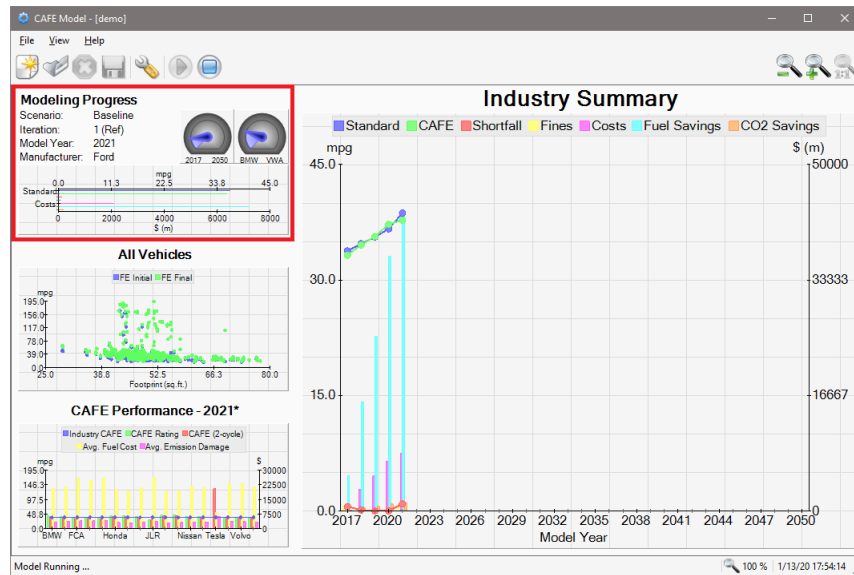 CAFE Model - [demo]
File View Help
Modeling Progress
Scenario: Baseline
Iteration: 1 (Ref)
Model Year: 2021
Manufacturer: Ford
2017 2050 BMW VWA
mpg
0.0 11.3 22.5 33.8 45.0
Standard
Costs
0 2000 4000 6000 8000
$ (m)
All Vehicles
FE Initial FE Final
mpg
195.0
156.0
117.0
78.0
39.0
0.0
25.0 38.8 52.5 66.3 80.0
Footprint (sq.ft.)
CAFE Performance - 2021*
Industry CAFE CAFE Rating CAFE (2-cycle)
Avg. Fuel Cost Avg. Emission Damage
mpg $
195.0 30000
146.3 22500
97.5 15000
48.8 7500
0.0 0
BMW FCA Honda JLR Nissan Tesla Volvo
Industry Summary
Standard CAFE Shortfall Fines Costs Fuel Savings CO2 Savings
mpg $ (m)
45.0 50000
30.0 33333
15.0 16667
0.0 0
2017 2020 2023 2026 2029 2032 2035 2038 2041 2044 2047 2050
Model Year
Model Running ... 100 % 1/13/20 17:54:14